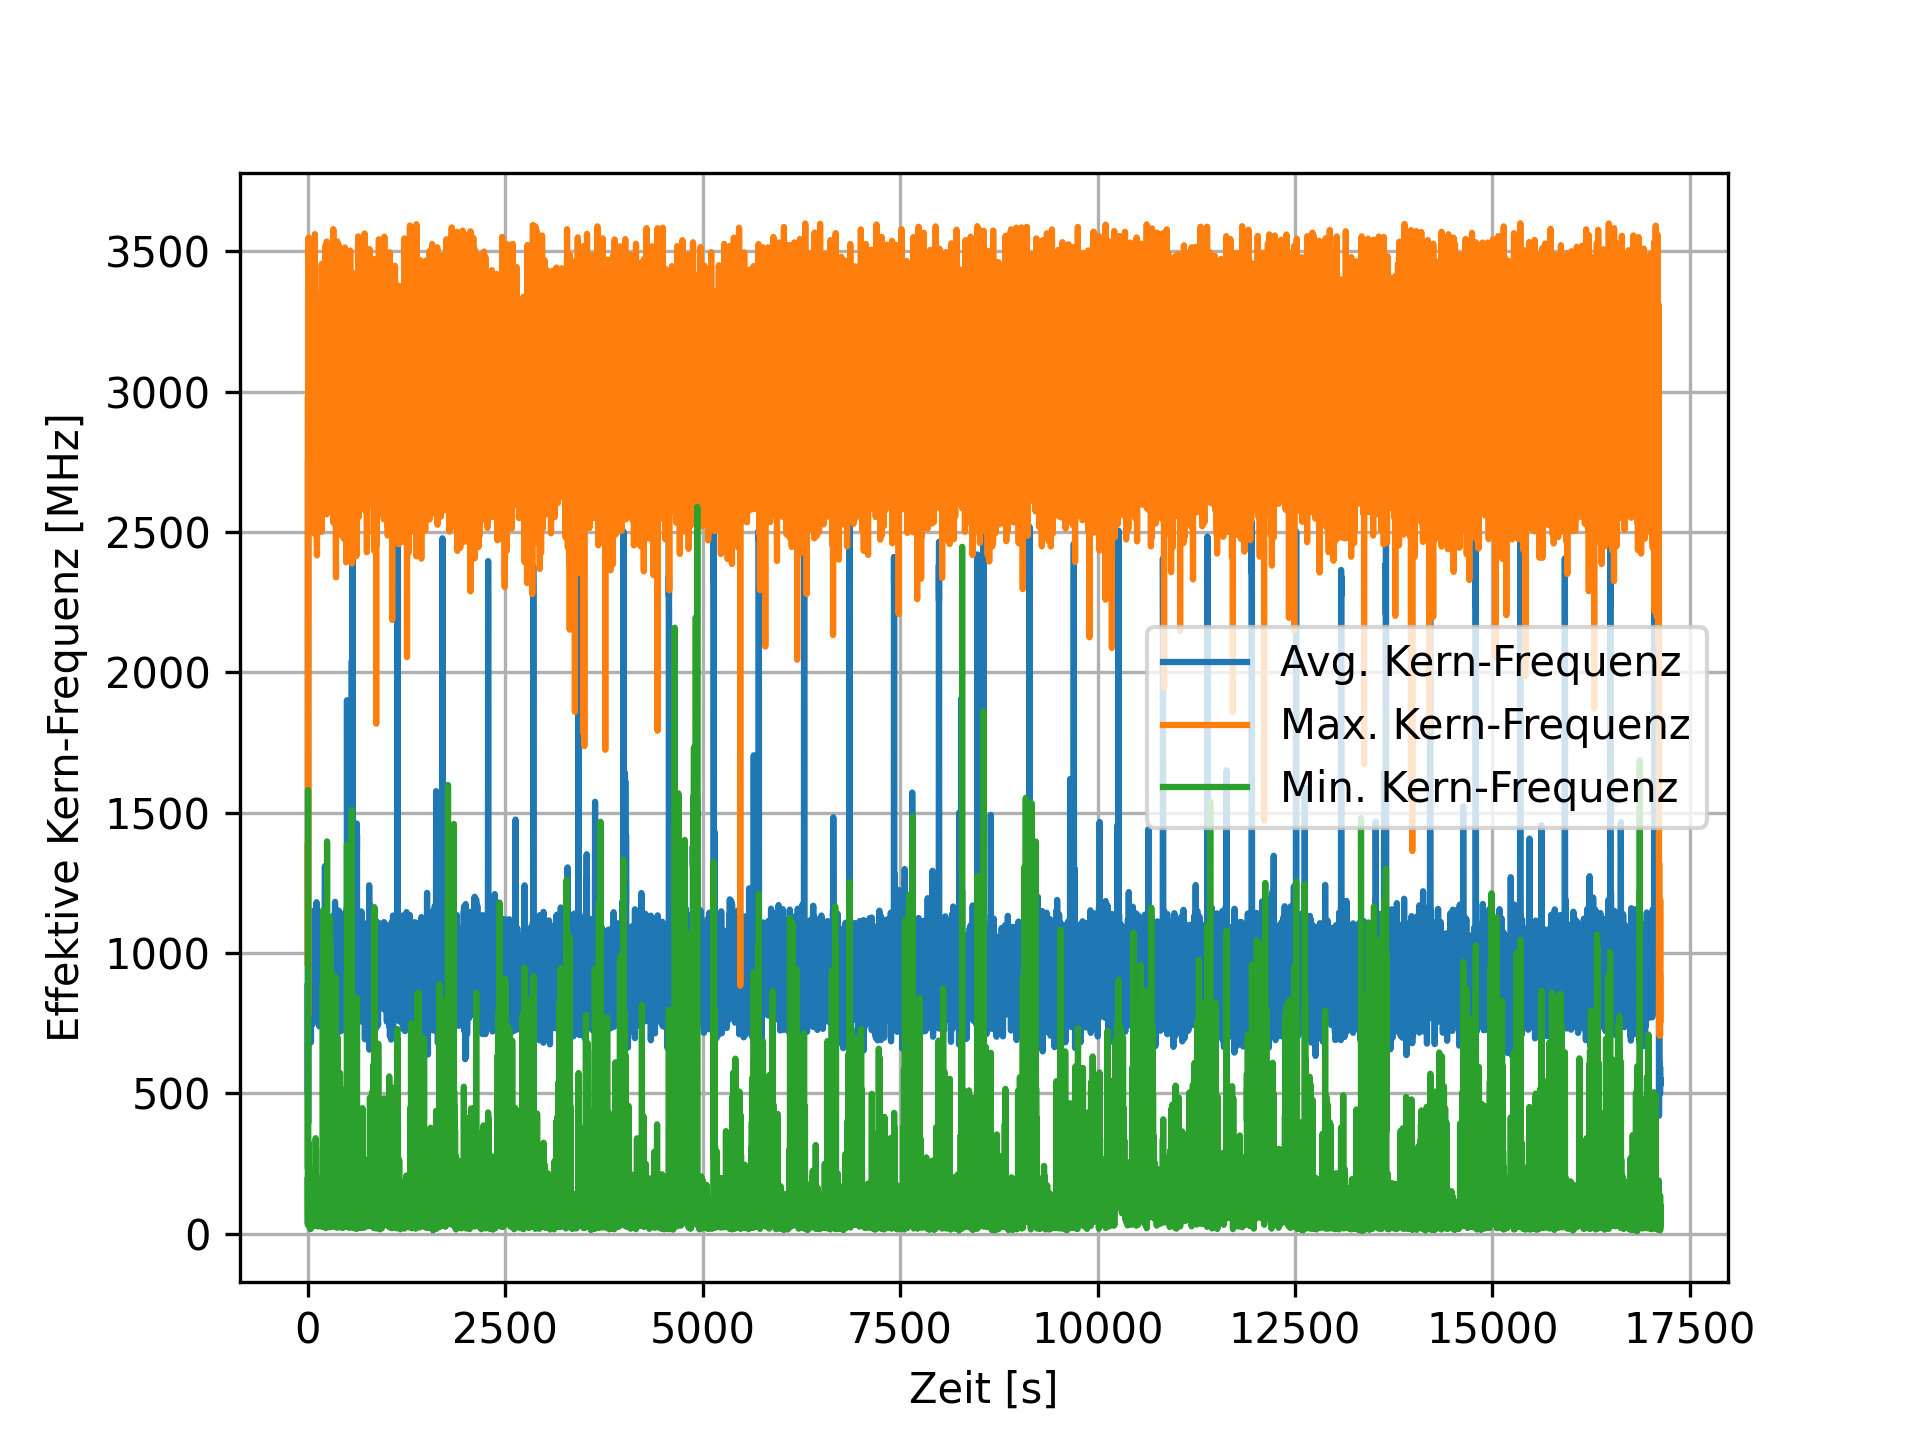 Effektive Kern-Frequenz [MHz]
3500
3000
2500
2000
1500
1000
500
0
Avg. Kern-Frequenz
Max. Kern-Frequenz
Min. Kern-Frequenz
0 2500 5000 7500 10000 12500 15000 17500
Zeit [s]